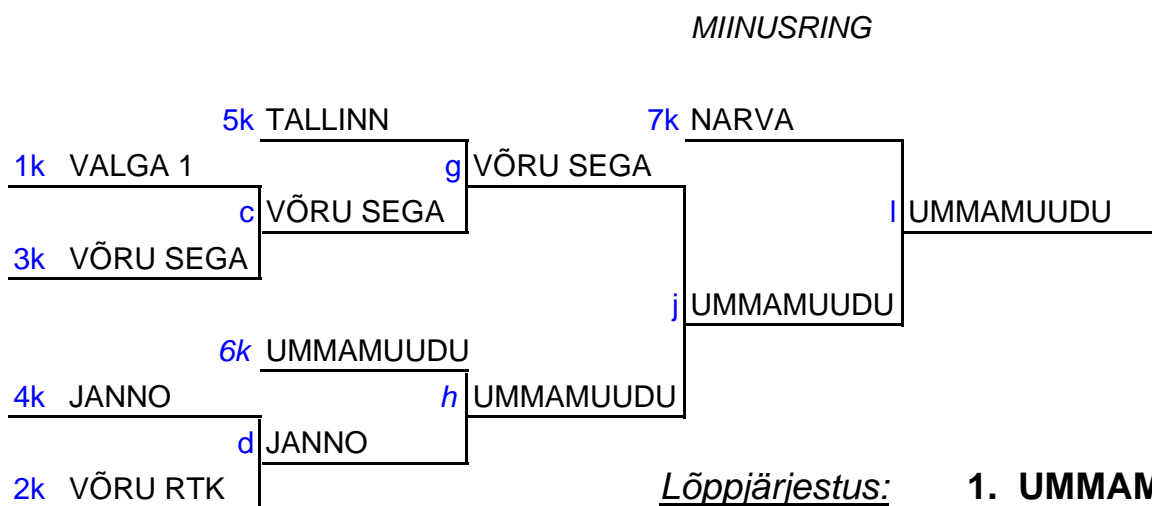 MIINUSRING
5k TALLINN 7k NARVA
1k VALGA 1 g VÕRU SEGA
c VÕRU SEGA l UMMAMUUDU
3k VÕRU SEGA
j UMMAMUUDU
6k UMMAMUUDU
4k JANNO h UMMAMUUDU
d JANNO
2k VÕRU RTK Lõppjärjestus: 1.